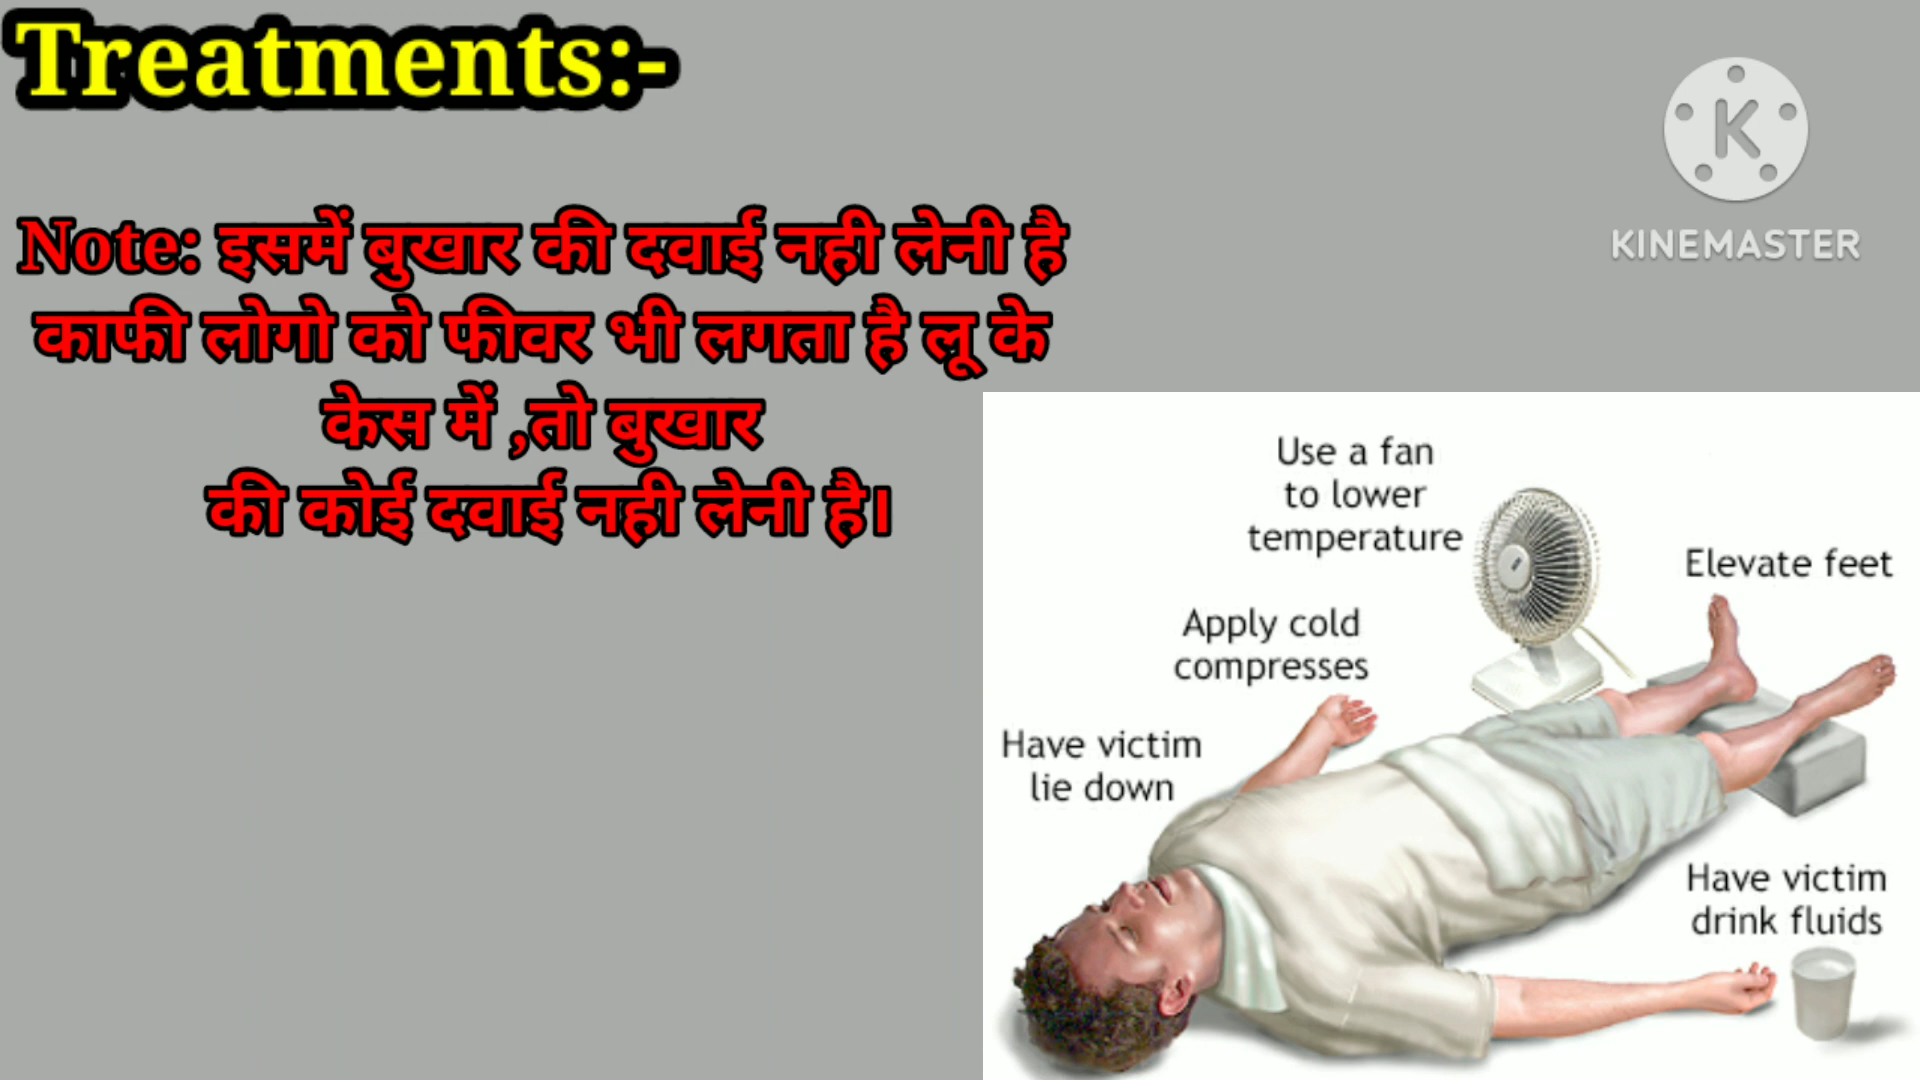 Treatments:-
KINEMASTER
Note: इसमें बुखार की दवाई नही लेनी है
काफी लोगो को फीवर भी लगता है लू के
केस में ,तो बुखार
की कोई दवाई नही लेनी है।
Use a fan
to lower
temperature
Elevate feet
Apply cold
compresses
Have victim
lie down
Have victim
drink fluids